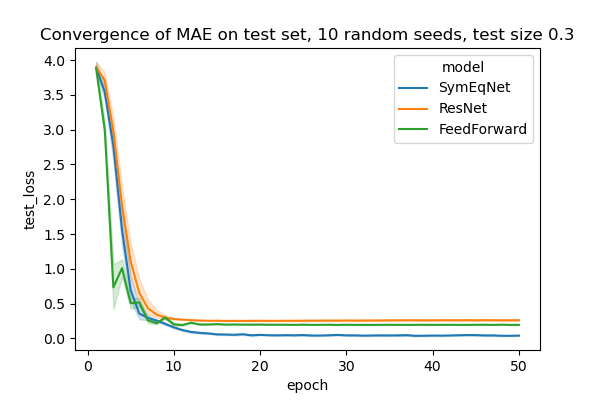 Convergence of MAE on test set, 10 random seeds, test size 0.3
4.0
3.5
3.0
2.5
2.0
1.5
1.0
0.5
0.0
test_loss
model
SymEqNet
ResNet
FeedForward
0 10 20 30 40 50
epoch